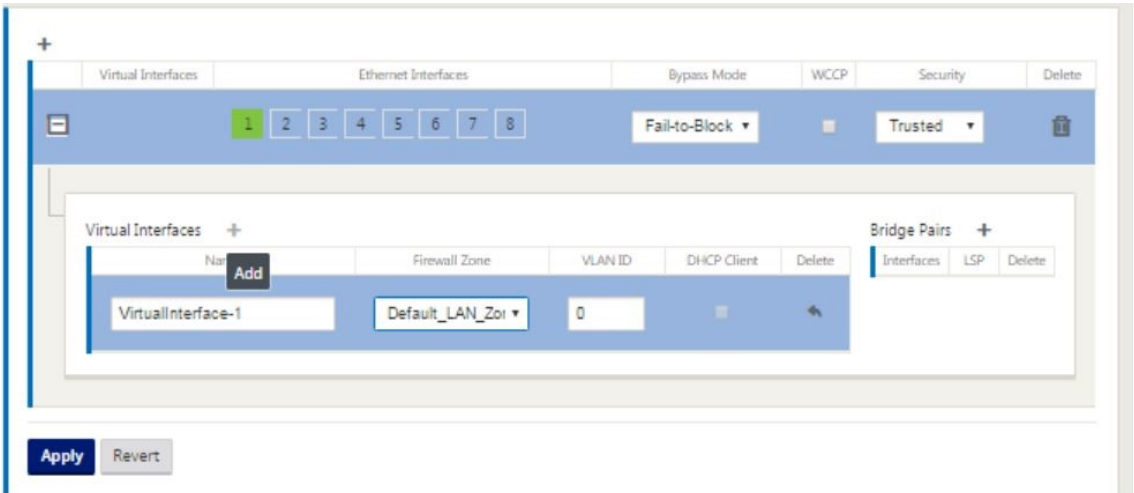 +
Virtual Interfaces Ethernet Interfaces Bypass Mode WCCP Security Delete
1 2 3 4 5 6 7 8 Fail-to-Block Trusted
Virtual Interfaces + Bridge Pairs +
Firewall Zone VLAN ID DHCP Client Delete Interfaces LSP Delete
Add
VirtualInterface-1 Default_LAN_Zor 0
Apply Revert